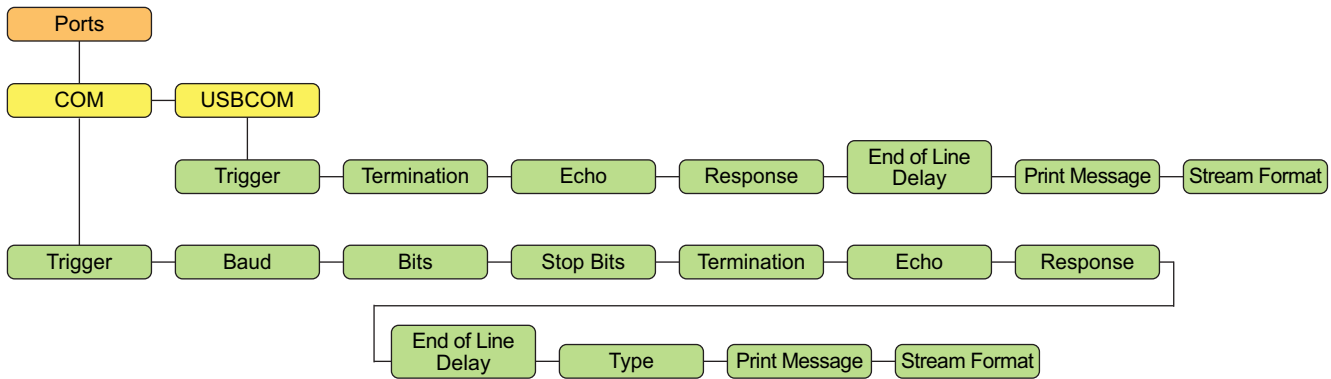 Ports
COM
USBCOM
Trigger
Termination
Echo
Response
End of Line
Delay
Print Message
Stream Format
Trigger
Baud
Bits
Stop Bits
Termination
Echo
Response
End of Line
Delay
Type
Print Message
Stream Format